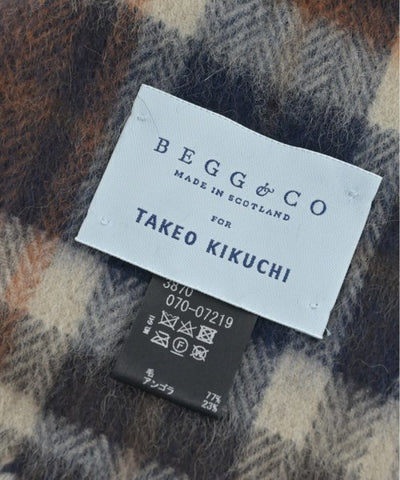 BEGG & CO
MADE IN SCOTLAND
FOR
TAKEO KIKUCHI
3870
070-07219
毛 77%
アンゴラ 23%